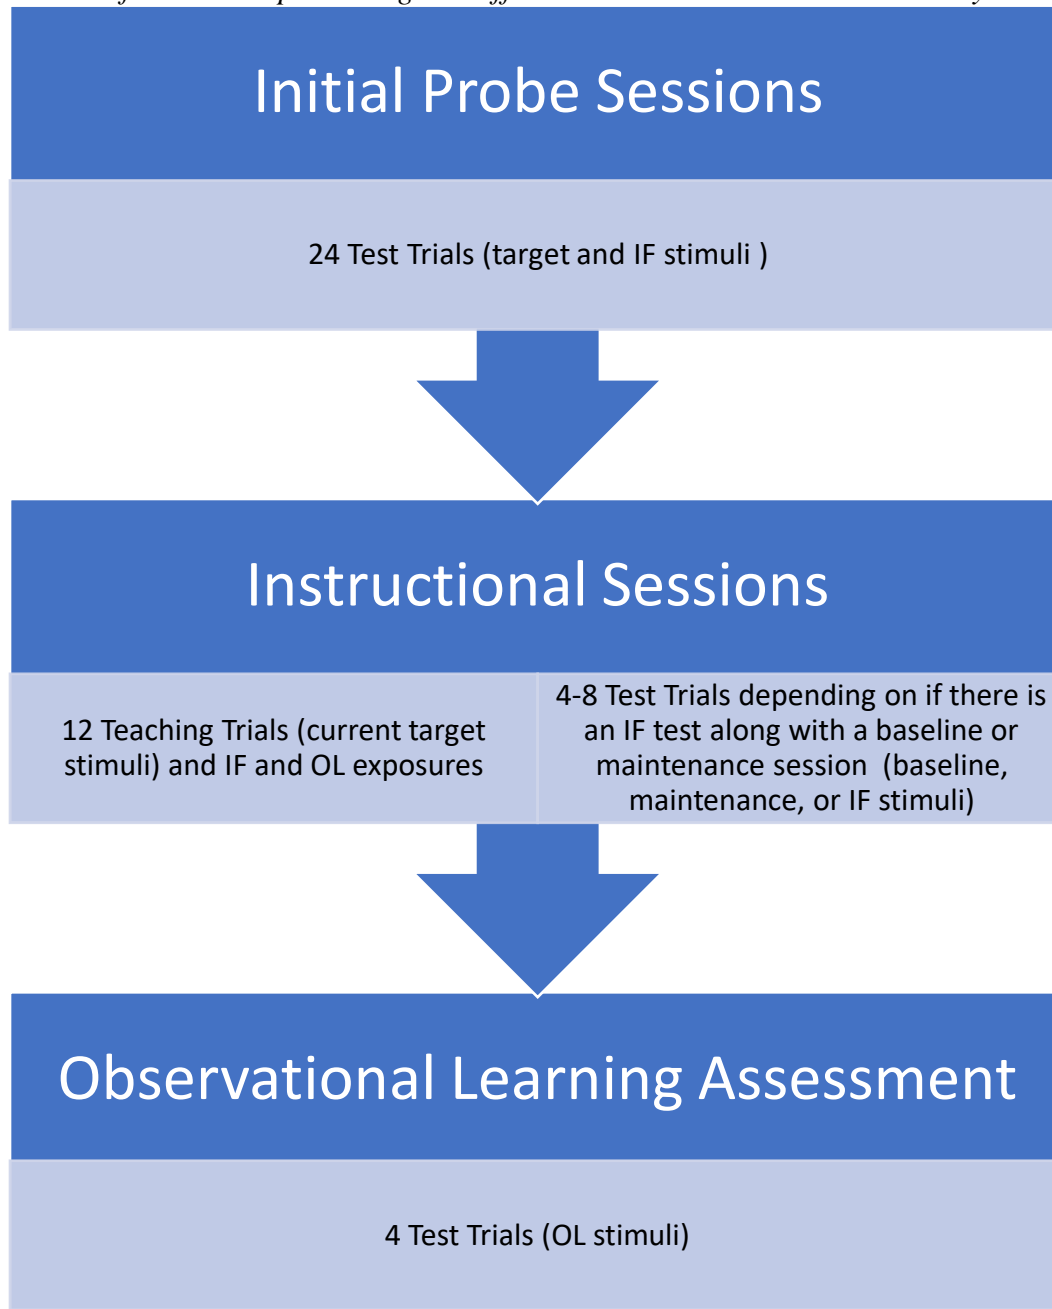 Initial Probe Sessions
24 Test Trials (target and IF stimuli )
Instructional Sessions
12 Teaching Trials (current target
stimuli) and IF and OL exposures
4-8 Test Trials depending on if there is
an IF test along with a baseline or
maintenance session  (baseline,
maintenance, or IF stimuli)
Observational Learning Assessment
4 Test Trials (OL stimuli)